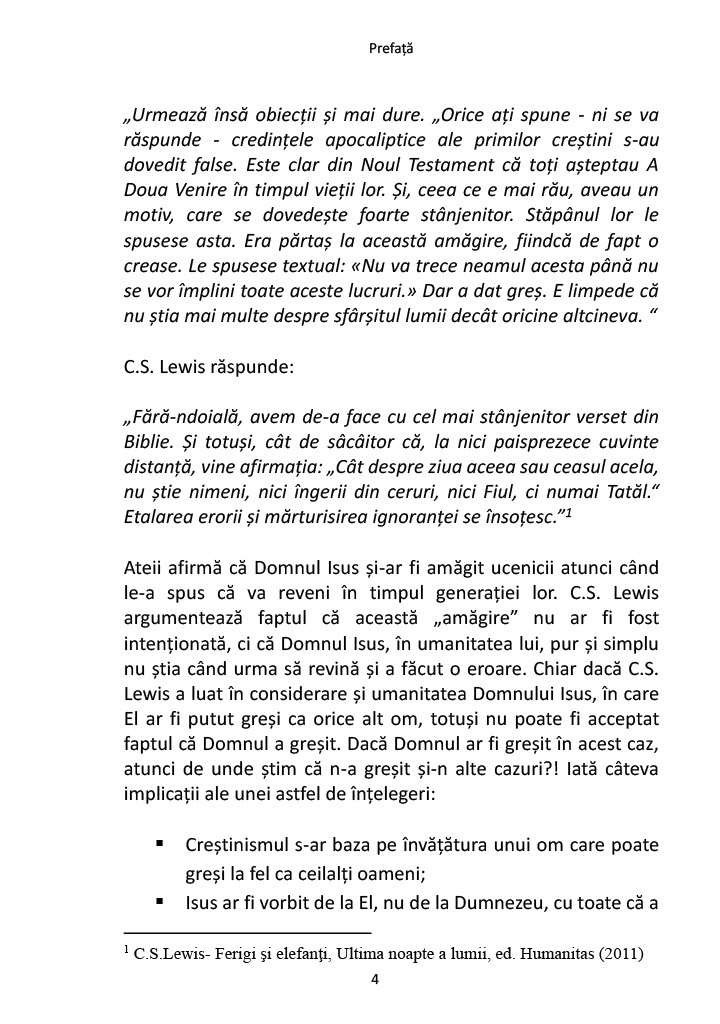 Prefață
„Urmează însă obiecții și mai dure. „Orice ați spune - ni se va
răspunde - credințele apocaliptice ale primilor creștini s-au
dovedit false. Este clar din Noul Testament că toți așteptau A
Doua Venire în timpul vieții lor. Și, ceea ce e mai rău, aveau un
motiv, care se dovedește foarte stânjenitor. Stăpânul lor le
spusese asta. Era părtaș la această amăgire, fiindcă de fapt o
crease. Le spusese textual: «Nu va trece neamul acesta până nu
se vor împlini toate aceste lucruri.» Dar a dat greș. E limpede că
nu știa mai multe despre sfârșitul lumii decât oricine altcineva. “
C.S. Lewis răspunde:
„Fără-ndoială, avem de-a face cu cel mai stânjenitor verset din
Biblie. Și totuși, cât de sâcâitor că, la nici paisprezece cuvinte
distanță, vine afirmația: „Cât despre ziua aceea sau ceasul acela,
nu știe nimeni, nici îngerii din ceruri, nici Fiul, ci numai Tatăl.“
Etalarea erorii și mărturisirea ignoranței se însoțesc.”1
Ateii afirmă că Domnul Isus și-ar fi amăgit ucenicii atunci când
le-a spus că va reveni în timpul generației lor. C.S. Lewis
argumentează faptul că această „amăgire” nu ar fi fost
intenționată, ci că Domnul Isus, în umanitatea lui, pur și simplu
nu știa când urma să revină și a făcut o eroare. Chiar dacă C.S.
Lewis a luat în considerare și umanitatea Domnului Isus, în care
El ar fi putut greși ca orice alt om, totuși nu poate fi acceptat
faptul că Domnul a greșit. Dacă Domnul ar fi greșit în acest caz,
atunci de unde știm că n-a greșit și-n alte cazuri?! Iată câteva
implicații ale unei astfel de înțelegeri:
▪ Creștinismul s-ar baza pe învățătura unui om care poate
greși la fel ca ceilalți oameni;
▪ Isus ar fi vorbit de la El, nu de la Dumnezeu, cu toate că a
1 C.S.Lewis- Ferigi şi elefanţi, Ultima noapte a lumii, ed. Humanitas (2011)
4